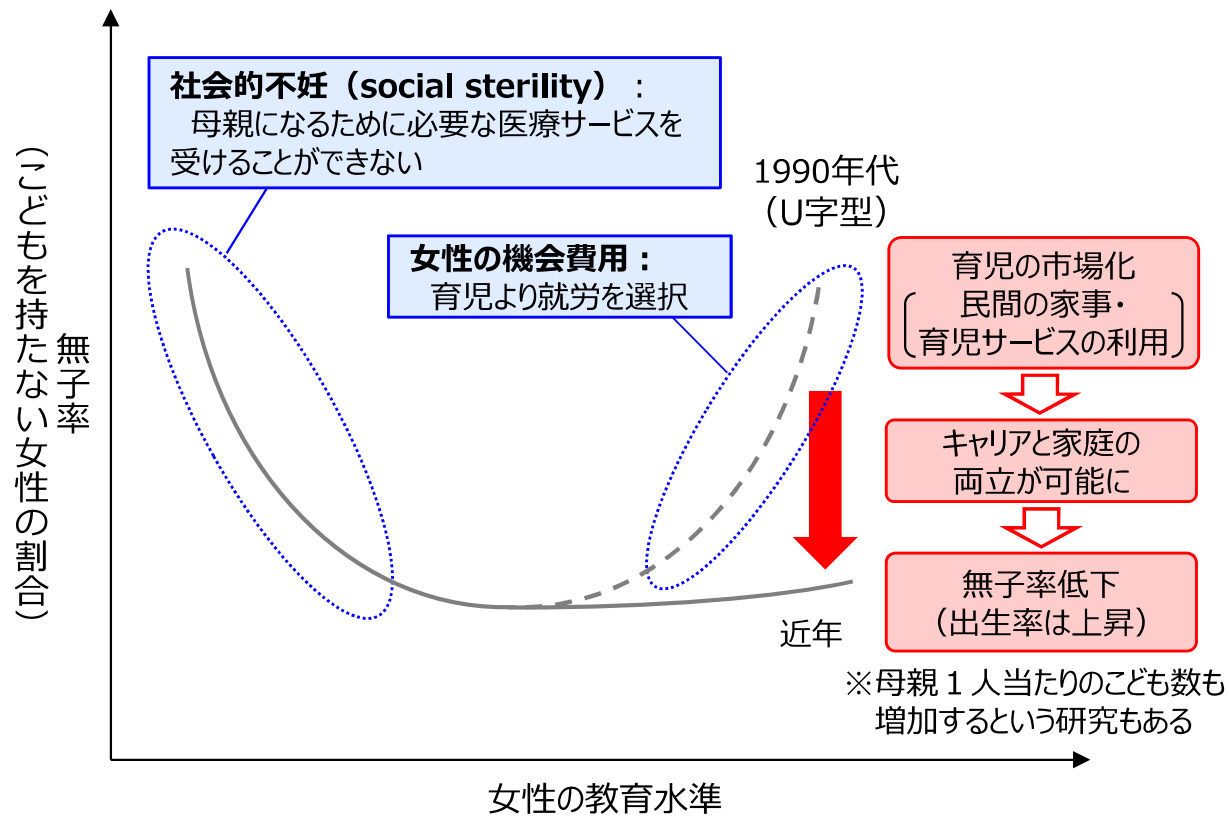 社会的不妊（social sterility）：
母親になるために必要な医療サービスを
受けることができない
1990年代
（U字型）
女性の機会費用：
育児より就労を選択
育児の市場化
民間の家事・
育児サービスの利用
キャリアと家庭の
両立が可能に
無子率低下
（出生率は上昇）
近年
※母親１人当たりのこども数も
増加するという研究もある
無子率
（こどもを持たない女性の割合）
女性の教育水準